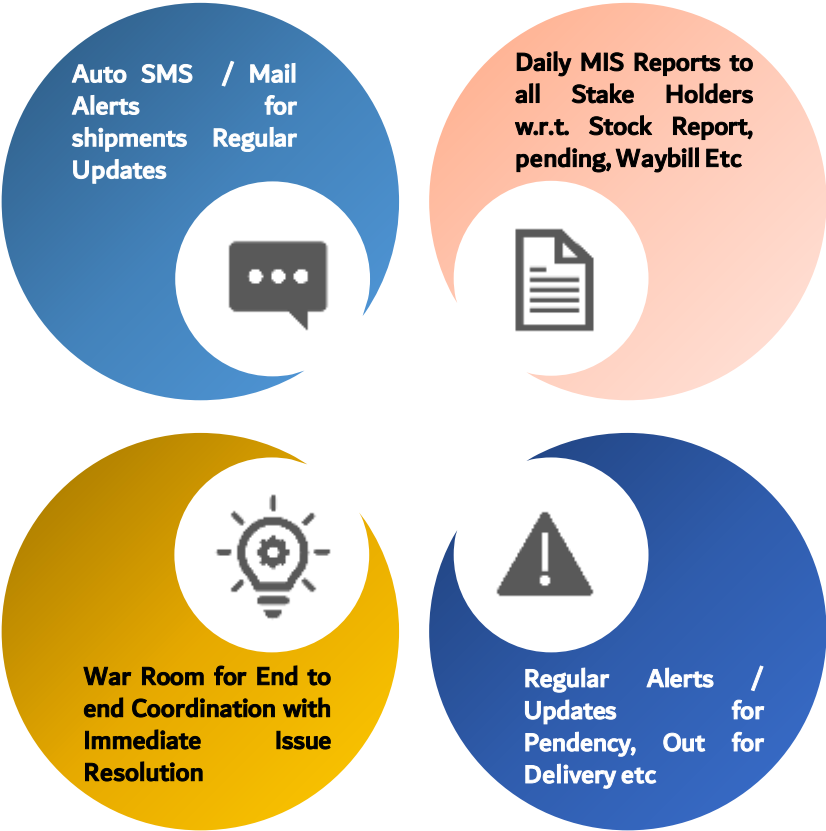 Auto SMS / Mail
Alerts for
shipments Regular
Updates
Daily MIS Reports to
all Stake Holders
w.r.t. Stock Report,
pending, Waybill Etc
War Room for End to
end Coordination with
Immediate Issue
Resolution
Regular Alerts /
Updates for
Pendency, Out for
Delivery etc